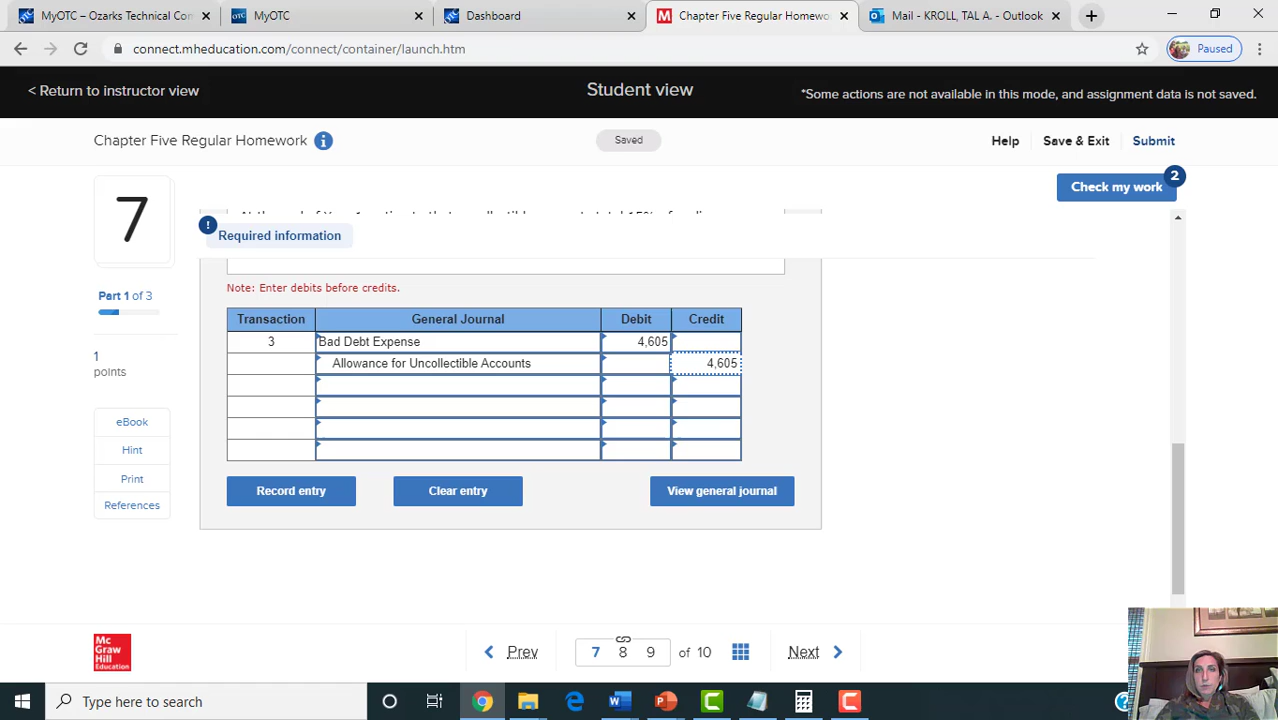 MyOTC – Ozarks Technical Con
MyOTC
Dashboard
M Chapter Five Regular Homewo
Mail - KROLL, TAL A. - Outlook
connect.mheducation.com/connect/container/launch.htm
Paused
< Return to instructor view
Student view
*Some actions are not available in this mode, and assignment data is not saved.
Chapter Five Regular Homework i
Saved
Help
Save & Exit
Submit
7
Check my work
2
!
Required information
Part 1 of 3
Note: Enter debits before credits.
Transaction General Journal Debit Credit
3 Bad Debt Expense 4,605
Allowance for Uncollectible Accounts 4,605
1
points
eBook
Hint
Print
References
Record entry
Clear entry
View general journal
Mc
Graw
Hill
Education
Prev
7 8 9 of 10
Next
Type here to search